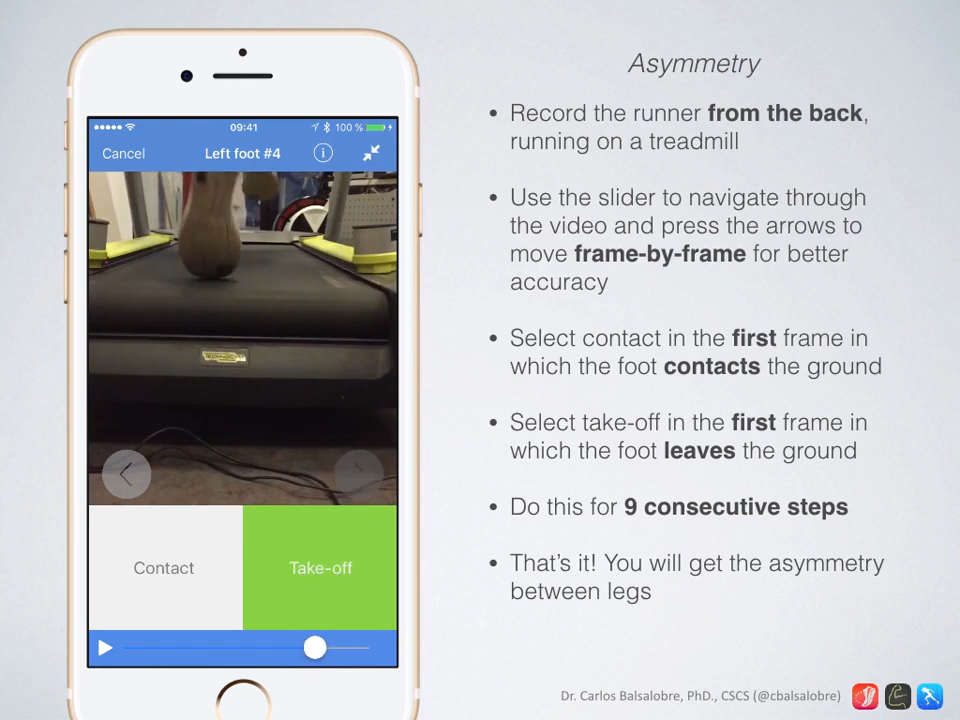 Asymmetry
• Record the runner from the back,
running on a treadmill
• Use the slider to navigate through
the video and press the arrows to
move frame-by-frame for better
accuracy
• Select contact in the first frame in
which the foot contacts the ground
• Select take-off in the first frame in
which the foot leaves the ground
• Do this for 9 consecutive steps
• That's it! You will get the asymmetry
between legs
09:41
100 %
Cancel
Left foot #4
Contact
Take-off
Dr. Carlos Balsalobre, PhD., CSCS (@cbalsalobre)